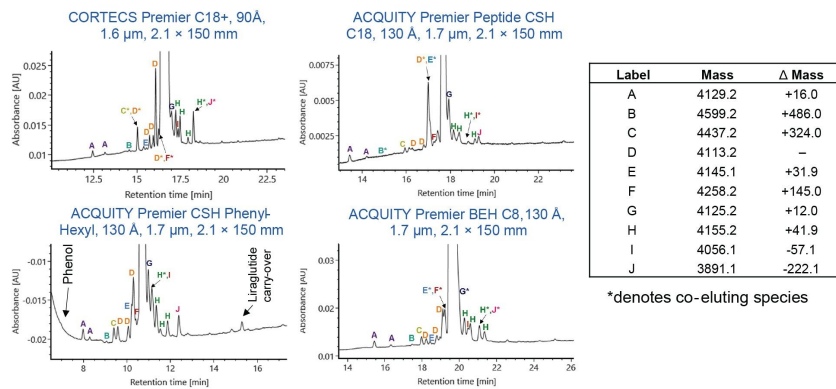 CORTECS Premier C18+, 90Å,
1.6 µm, 2.1 × 150 mm
Absorbance [AU]
0.025
0.02
0.015
0.01
A
A
B
C*,D*
E
D
D
D
D
D*,F*
G
H
H
I
H
H*,J*
12.5
15
17.5
20
22.5
Retention time [min]
ACQUITY Premier Peptide CSH
C18, 130 Å, 1.7 µm, 2.1 × 150 mm
Absorbance [AU]
0.0075
0.005
0.0025
A
A
B*
C
D
D
D*,E*
F
G
H
H
H*,I*
H
J
14
16
18
20
22
Retention time [min]
ACQUITY Premier CSH Phenyl-
Hexyl, 130 Å, 1.7 µm, 2.1 × 150 mm
Absorbance [AU]
-0.01
-0.015
-0.02
Phenol
A
A
B
C
D
D
E
D
F
G
H*,I
H
H
H
J
Liraglutide
carry-over
8
10
12
14
16
Retention time [min]
ACQUITY Premier BEH C8,130 Å,
1.7 µm, 2.1 × 150 mm
Absorbance [AU]
0.03
0.02
0.01
A
A
B
C
D
E
D
D
E*,F*
G*
H
H
H
H*,J*
H
14
16
18
20
22
24
26
Retention time [min]
Label Mass Δ Mass
A 4129.2 +16.0
B 4599.2 +486.0
C 4437.2 +324.0
D 4113.2 –
E 4145.1 +31.9
F 4258.2 +145.0
G 4125.2 +12.0
H 4155.2 +41.9
I 4056.1 -57.1
J 3891.1 -222.1
*denotes co-eluting species